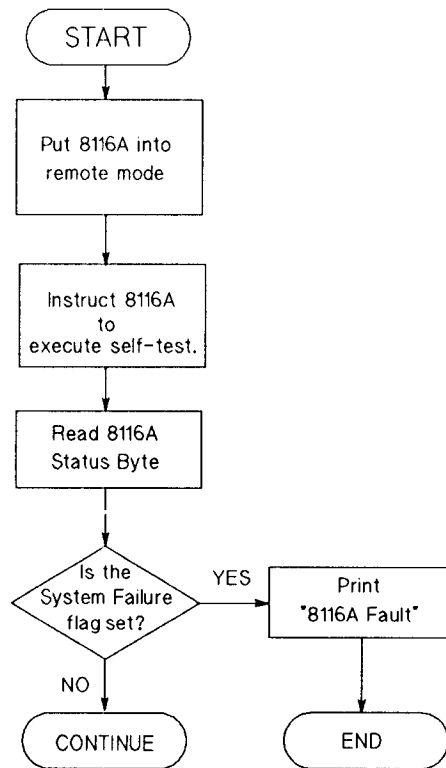 START
Put 8116A into
remote mode
Instruct 8116A
to
execute self-test.
Read 8116A
Status Byte
Is the
System Failure
flag set?
YES
Print
"8116A Fault"
NO
CONTINUE
END